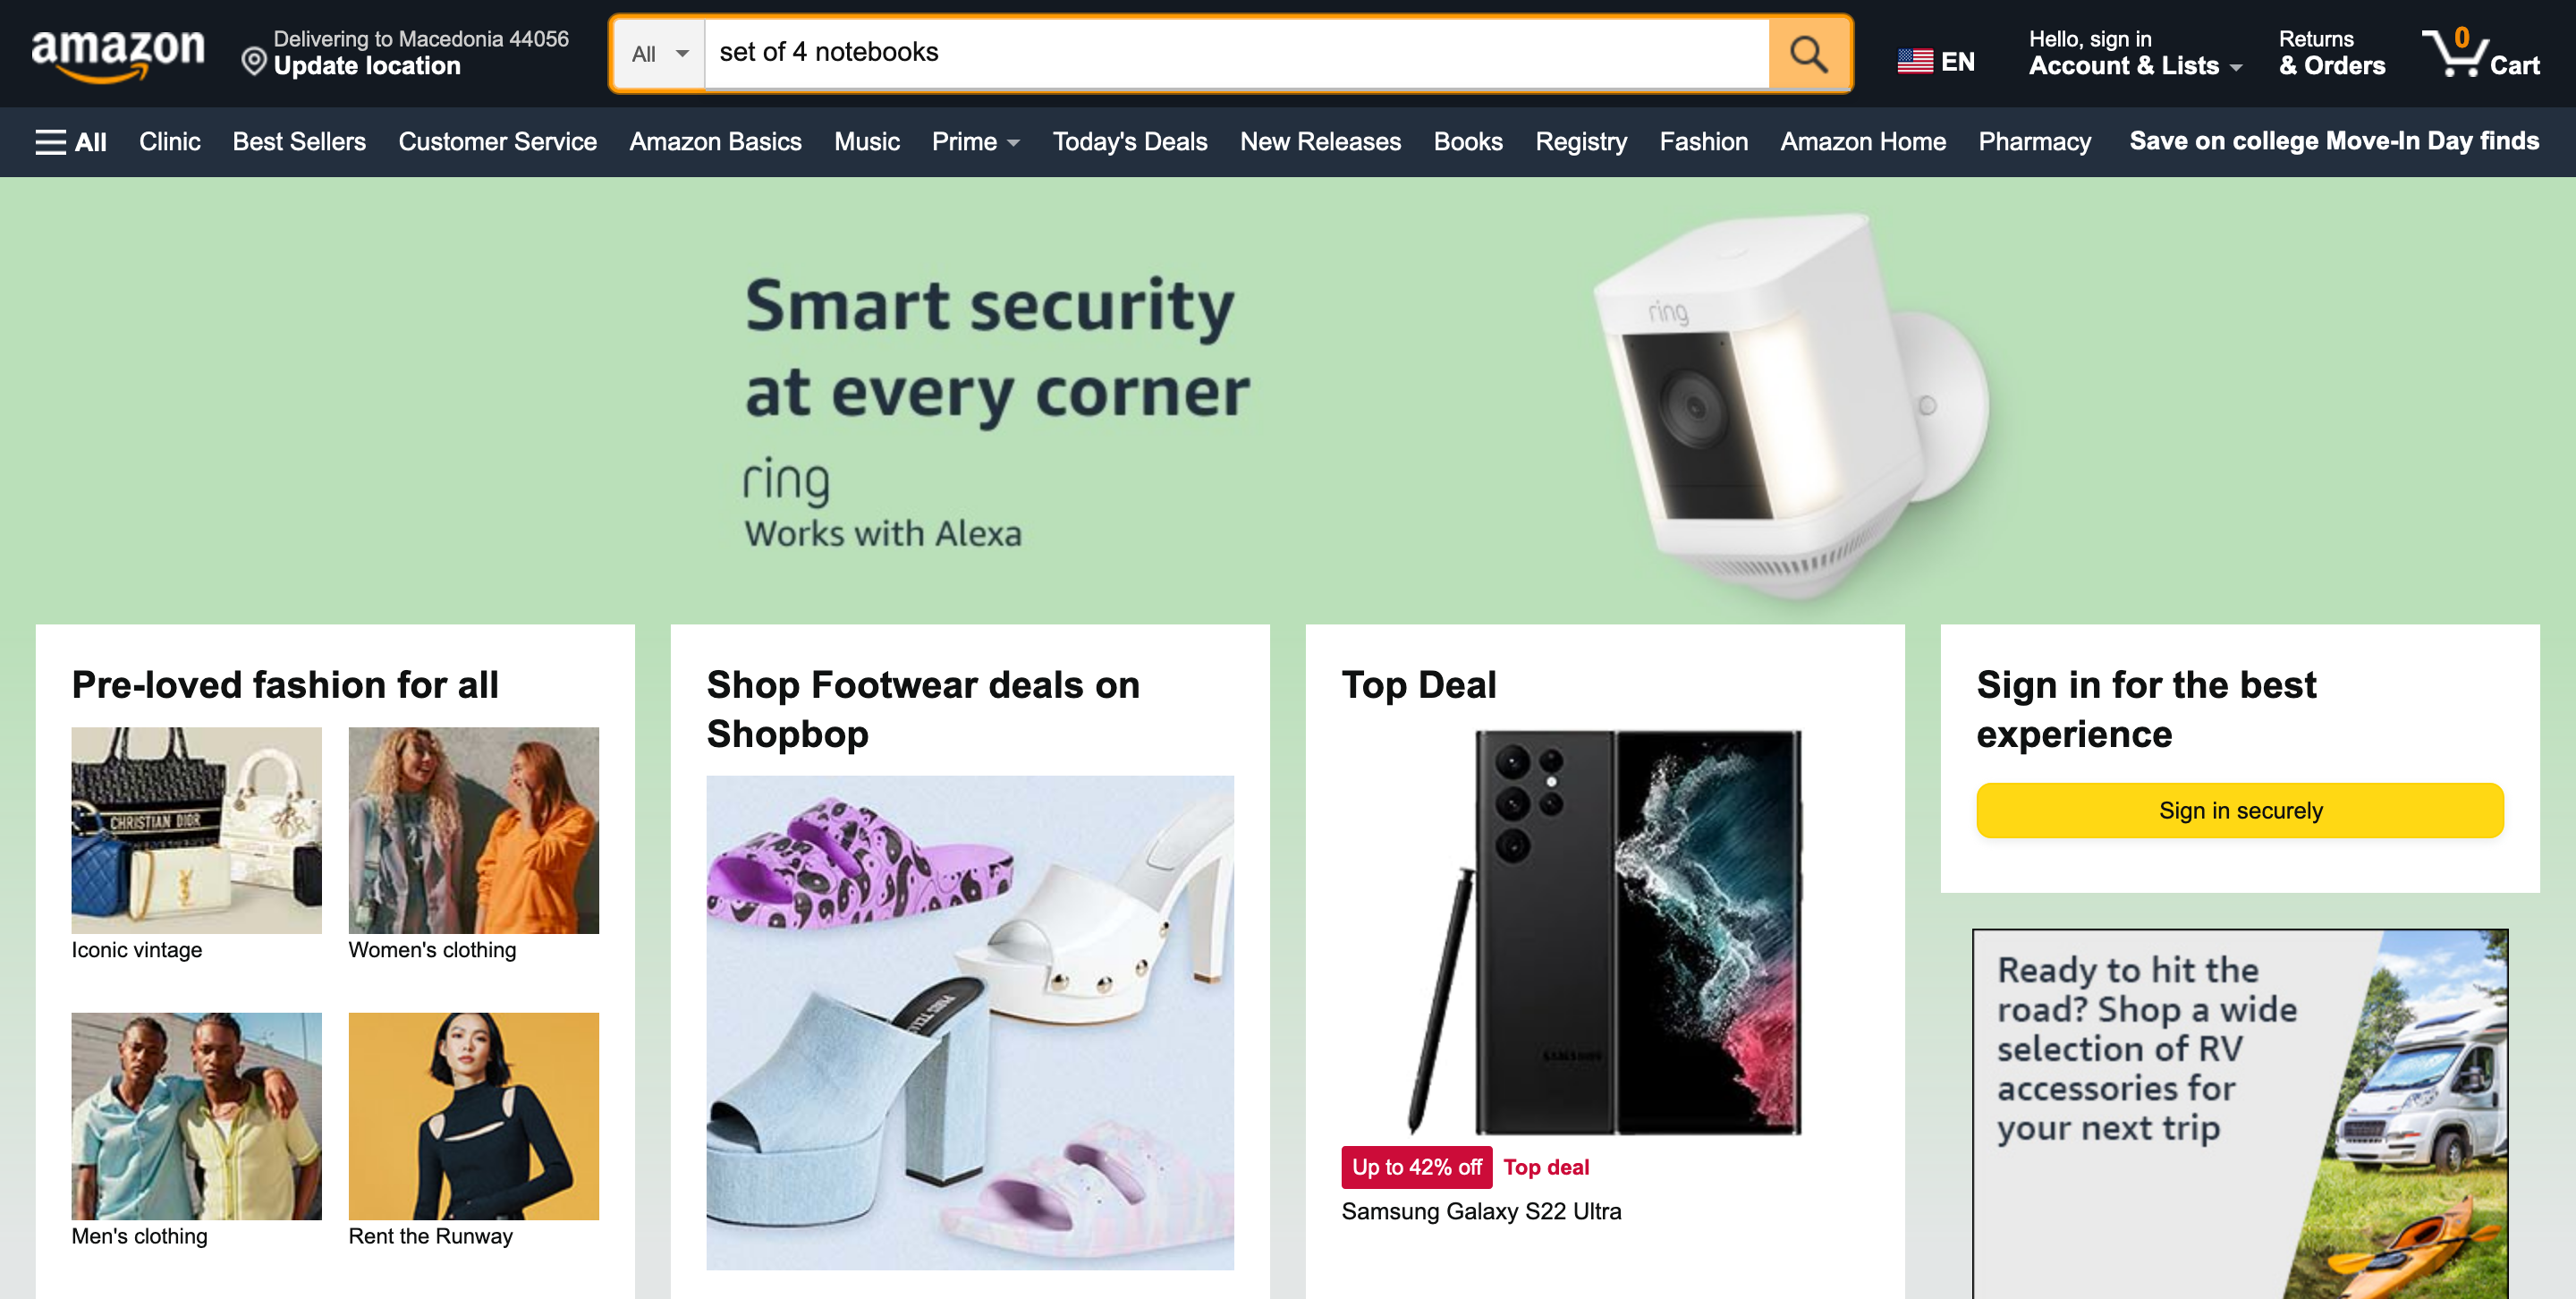 amazon
Delivering to Macedonia 44056
Update location
All
set of 4 notebooks
EN
Hello, sign in
Account & Lists
Returns
& Orders
0
Cart
All
Clinic
Best Sellers
Customer Service
Amazon Basics
Music
Prime
Today's Deals
New Releases
Books
Registry
Fashion
Amazon Home
Pharmacy
Save on college Move-In Day finds
Smart security
at every corner
ring
Works with Alexa
ring
Pre-loved fashion for all
CHRISTIAN DIOR
Iconic vintage
Women's clothing
Men's clothing
Rent the Runway
Shop Footwear deals on
Shopbop
Top Deal
SAMSUNG
Up to 42% off
Top deal
Samsung Galaxy S22 Ultra
Sign in for the best
experience
Sign in securely
Ready to hit the
road? Shop a wide
selection of RV
accessories for
your next trip